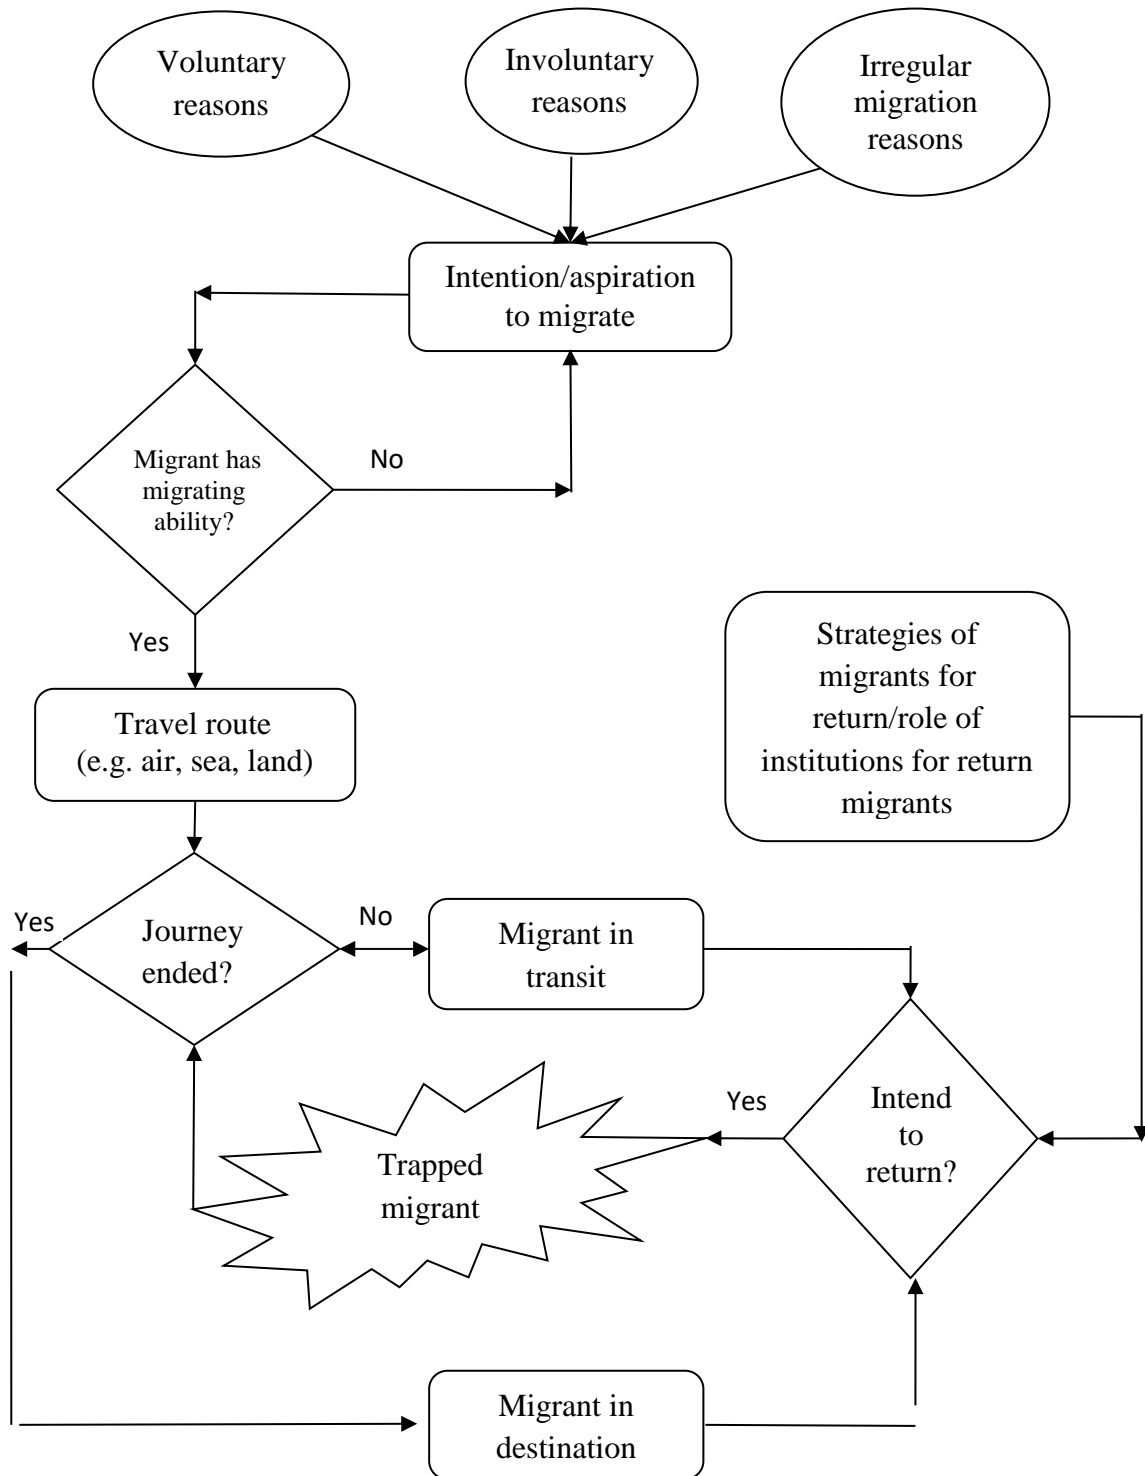 Voluntary
reasons
Involuntary
reasons
Irregular
migration
reasons
Intention/aspiration
to migrate
Migrant has
migrating
ability?
No
Yes
Travel route
(e.g. air, sea, land)
Strategies of
migrants for
return/role of
institutions for return
migrants
Yes
Journey
ended?
No
Migrant in
transit
Intend
to
return?
Yes
Trapped
migrant
Migrant in
destination